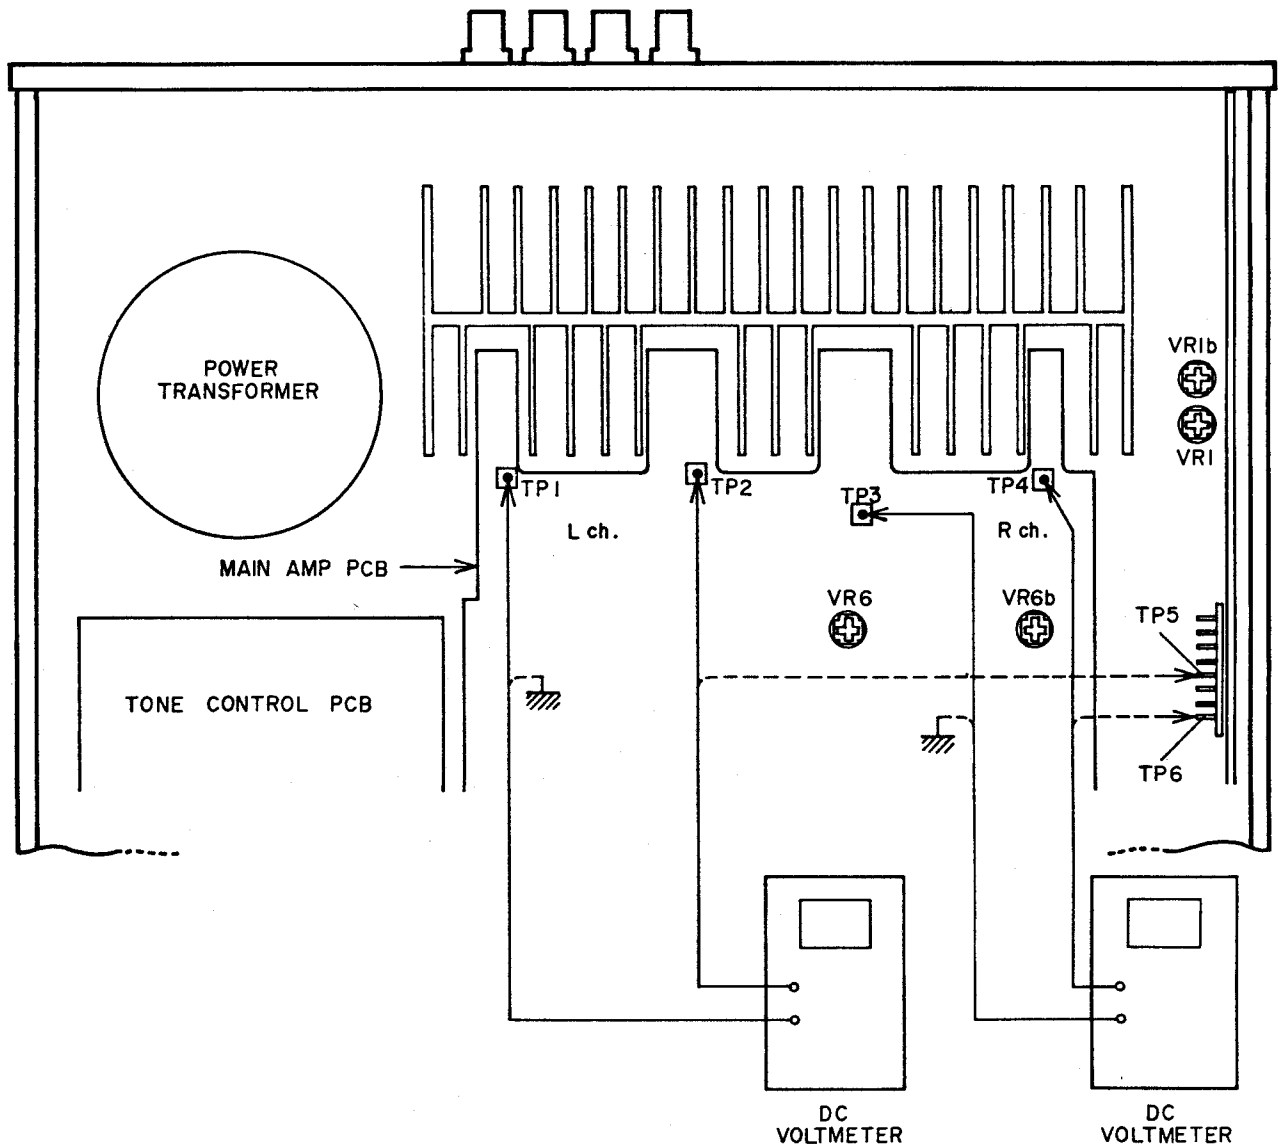 POWER
TRANSFORMER
VR1b
VR1
TP1
TP2
TP3
TP4
L ch.
R ch.
MAIN AMP PCB
VR6
VR6b
TP5
TONE CONTROL PCB
TP6
DC
VOLTMETER
DC
VOLTMETER